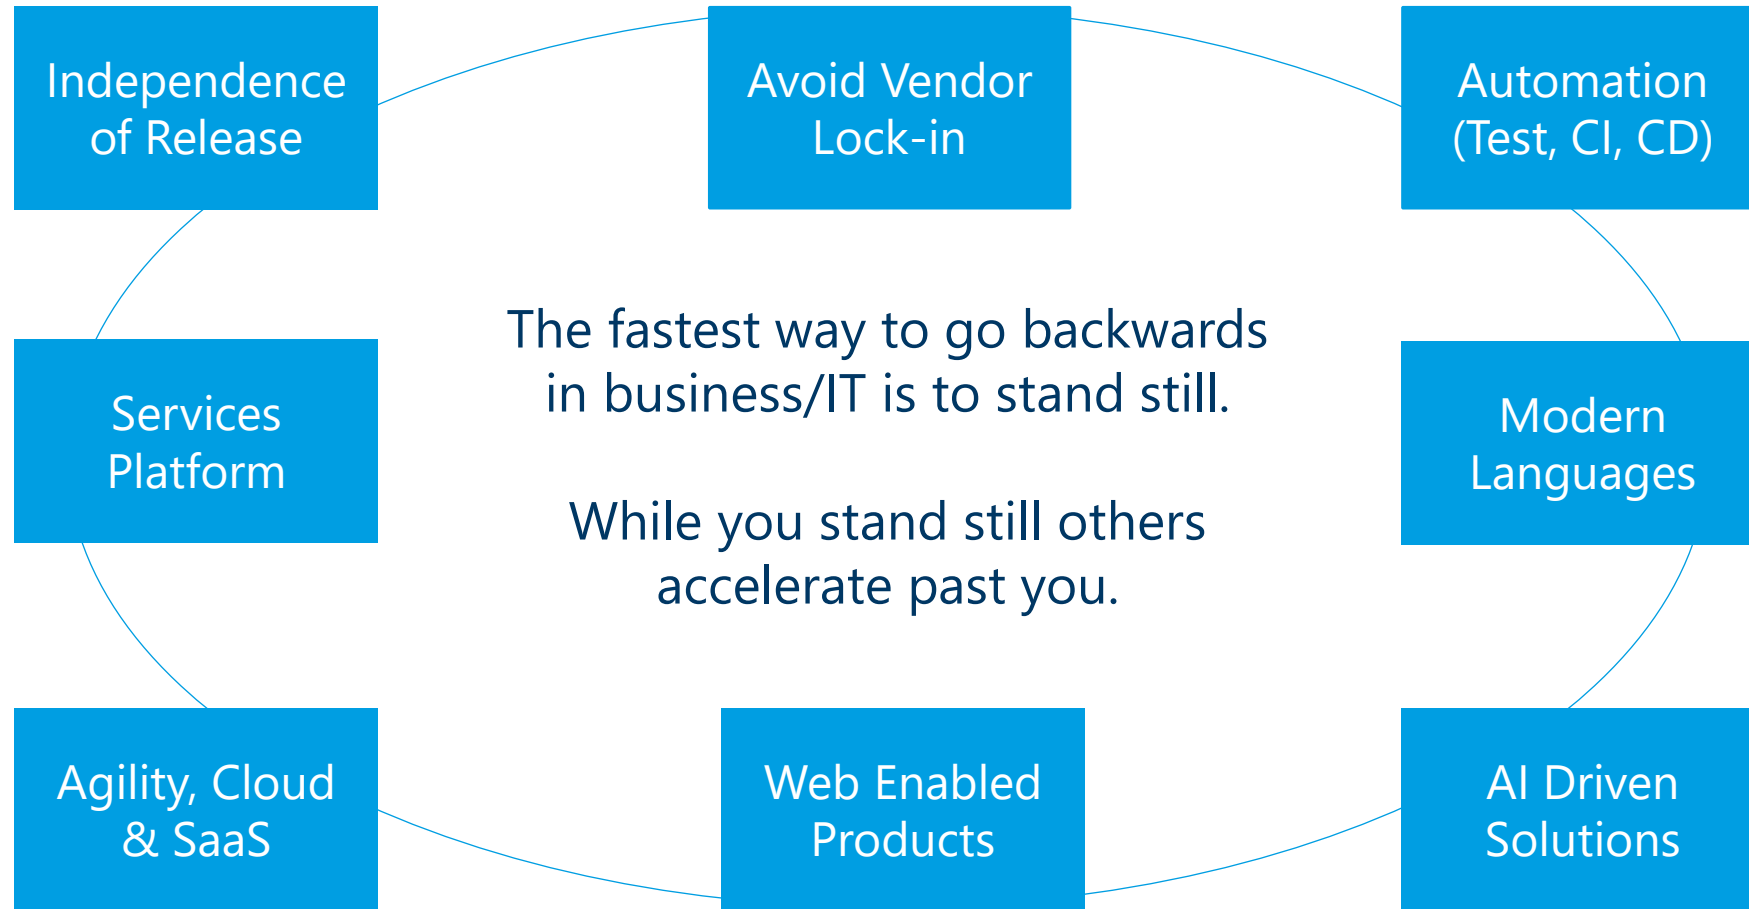 Independence
of Release
Avoid Vendor
Lock-in
Automation
(Test, CI, CD)
The fastest way to go backwards
in business/IT is to stand still.
While you stand still others
accelerate past you.
Services
Platform
Modern
Languages
Agility, Cloud
& SaaS
Web Enabled
Products
AI Driven
Solutions